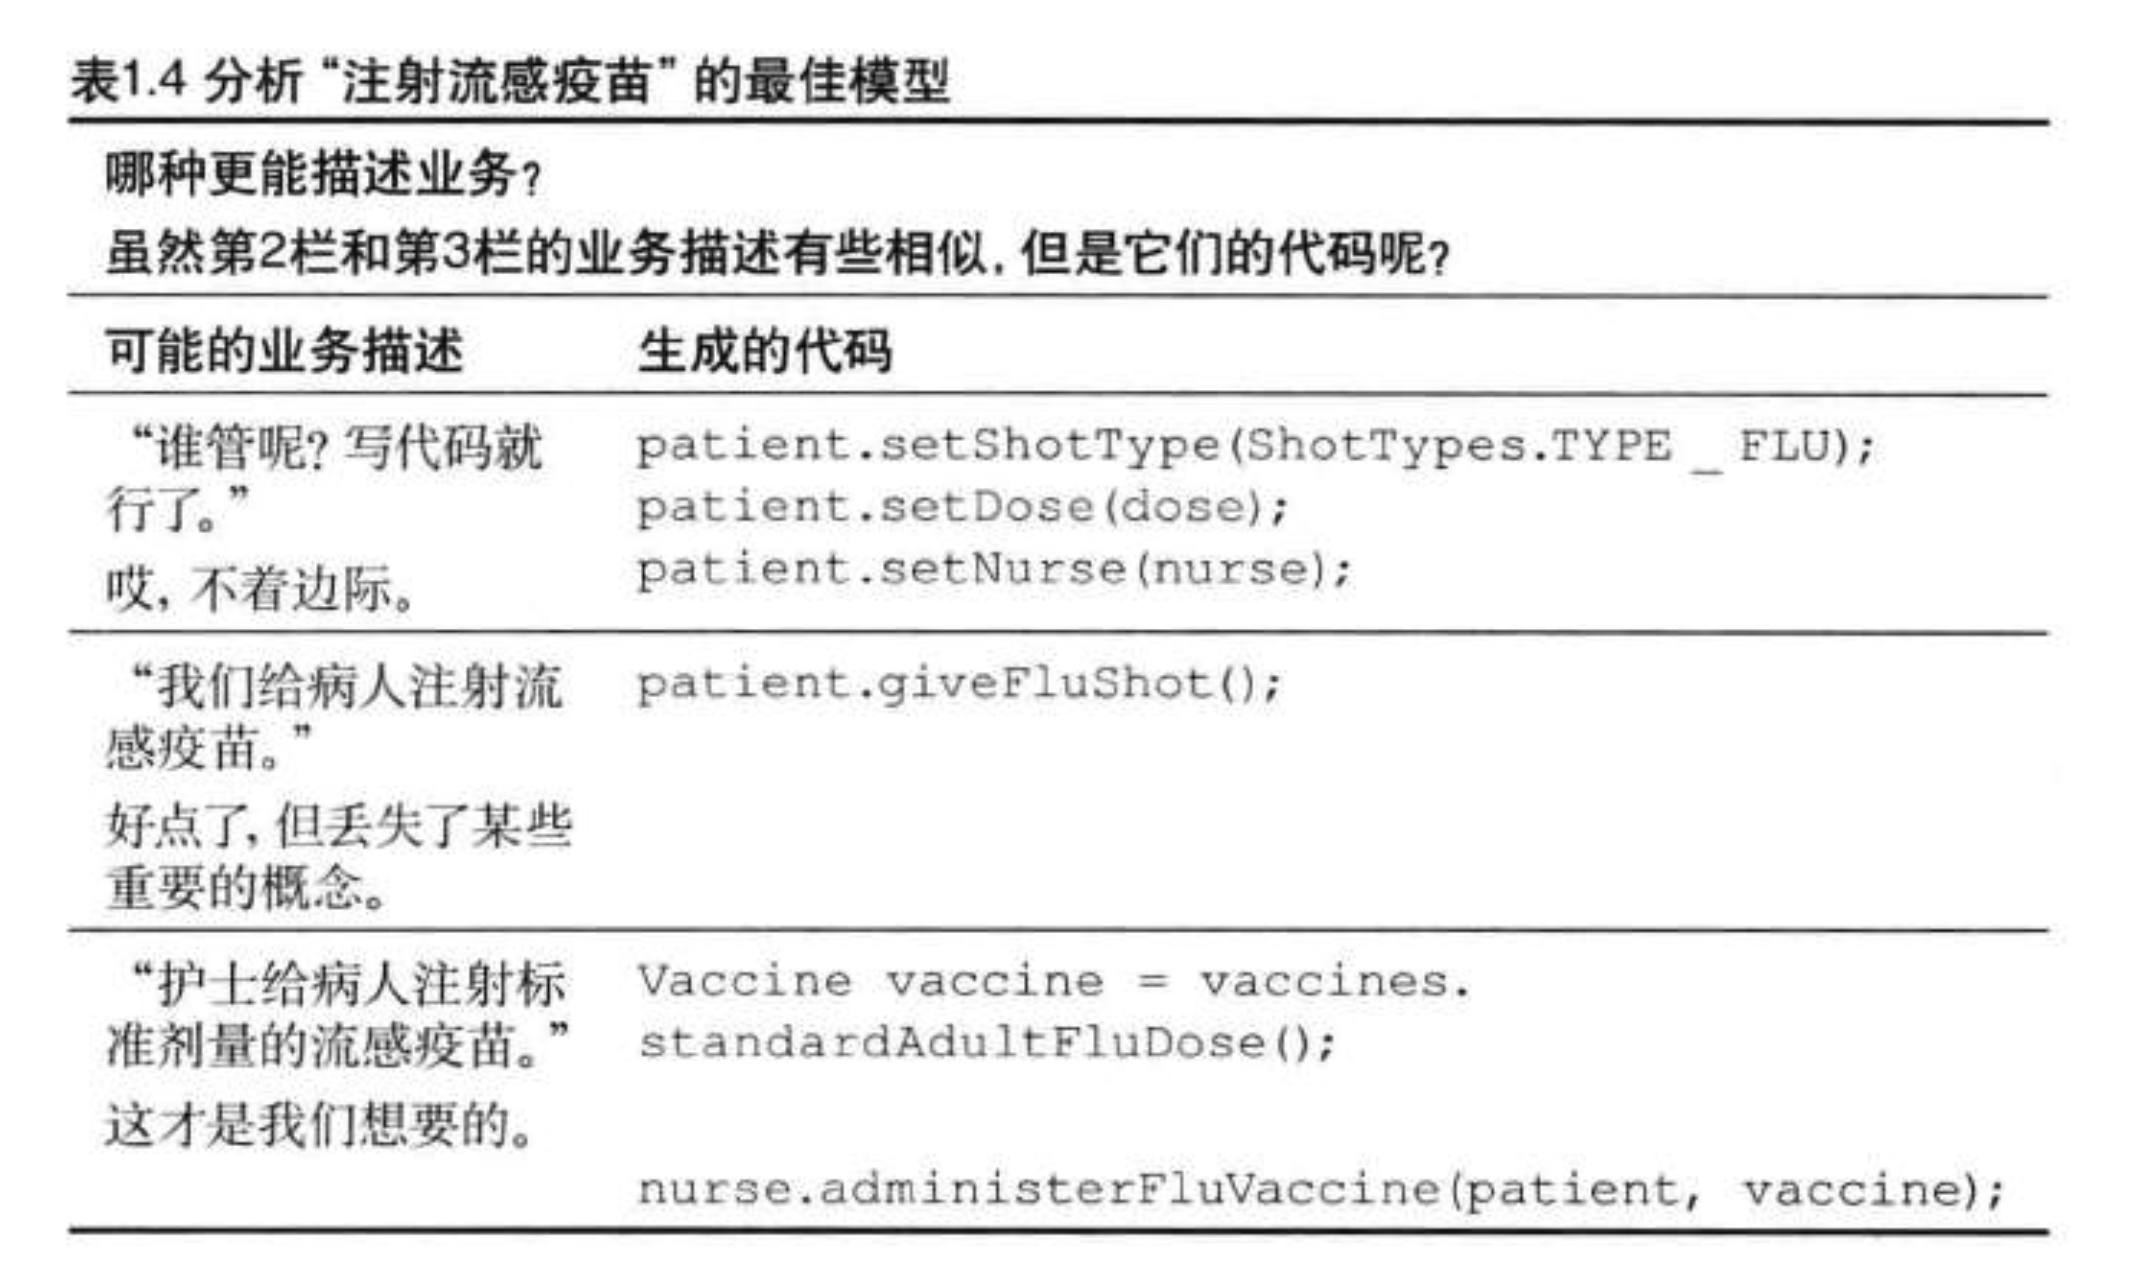 表1.4 分析“注射流感疫苗”的最佳模型
哪种更能描述业务?
虽然第2栏和第3栏的业务描述有些相似, 但是它们的代码呢?
可能的业务描述 生成的代码
“谁管呢? 写代码就
行了。”
哎, 不着边际。
patient.setShotType(ShotTypes.TYPE _ FLU);
patient.setDose(dose);
patient.setNurse(nurse);
“我们给病人注射流
感疫苗。”
好点了, 但丢失了某些
重要的概念。
patient.giveFluShot();
“护士给病人注射标
准剂量的流感疫苗。”
这才是我们想要的。
Vaccine vaccine = vaccines.
standardAdultFluDose();
nurse.administerFluVaccine(patient, vaccine);